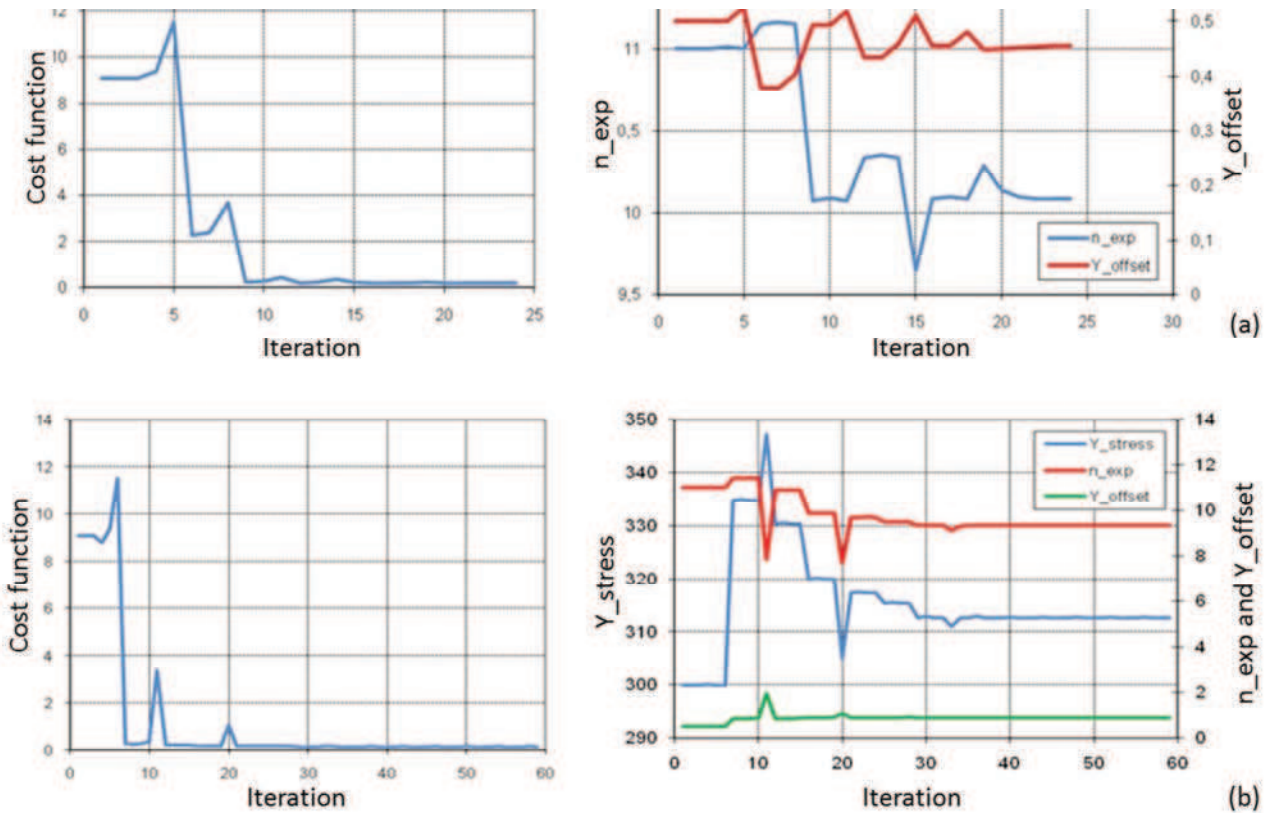 12
10
8
6
4
2
0
0 5 10 15 20 25
Cost function
Iteration
11
0,5
10
9,5
n_exp
0,5
0,4
0,3
0,2
0,1
0
Y_offset
n_exp
Y_offset
0 5 10 15 20 25 30
Iteration
(a)
14
12
10
8
6
4
2
0
0 10 20 30 40 50 60
Cost function
Iteration
350
340
330
320
310
300
290
Y_stress
14
12
10
8
6
4
2
0
n_exp and Y_offset
Y_stress
n_exp
Y_offset
0 10 20 30 40 50 60
Iteration
(b)